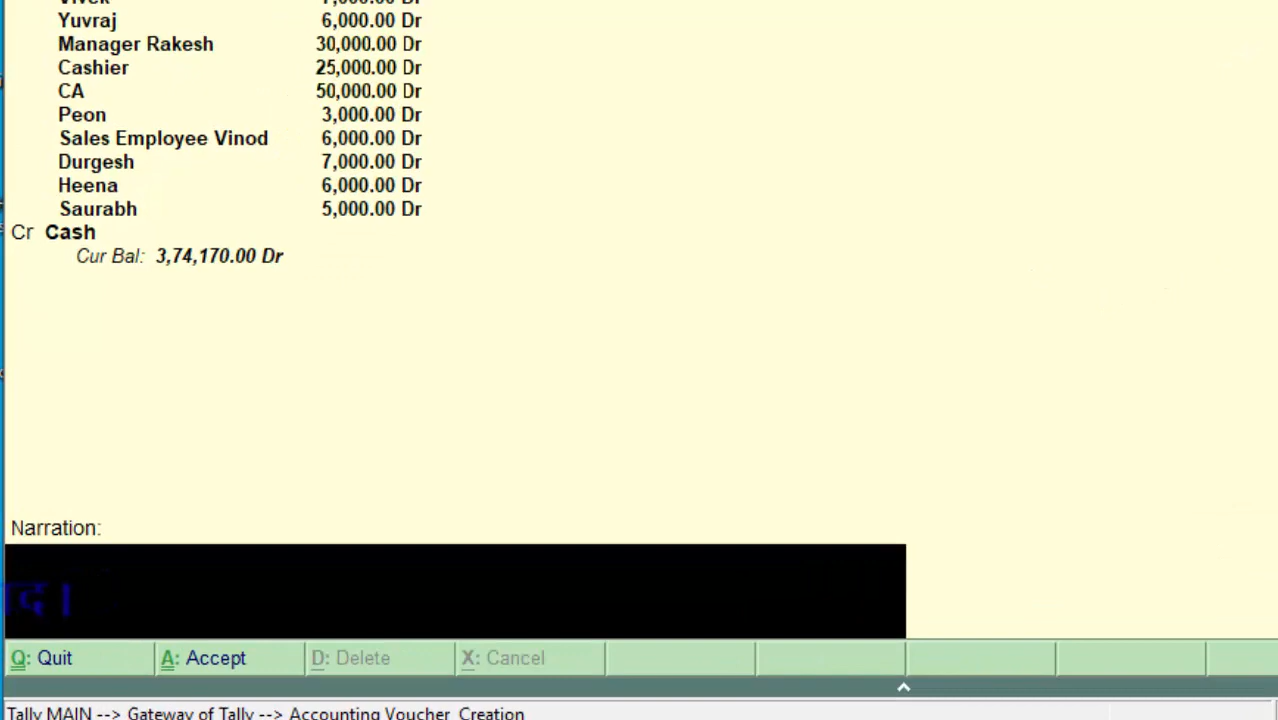 Yuvraj 6,000.00 Dr
Manager Rakesh 30,000.00 Dr
Cashier 25,000.00 Dr
CA 50,000.00 Dr
Peon 3,000.00 Dr
Sales Employee Vinod 6,000.00 Dr
Durgesh 7,000.00 Dr
Heena 6,000.00 Dr
Saurabh 5,000.00 Dr
Cr Cash
Cur Bal: 3,74,170.00 Dr
Narration:
Q: Quit A: Accept D: Delete X: Cancel
Tally MAIN --> Gateway of Tally --> Accounting Voucher Creation